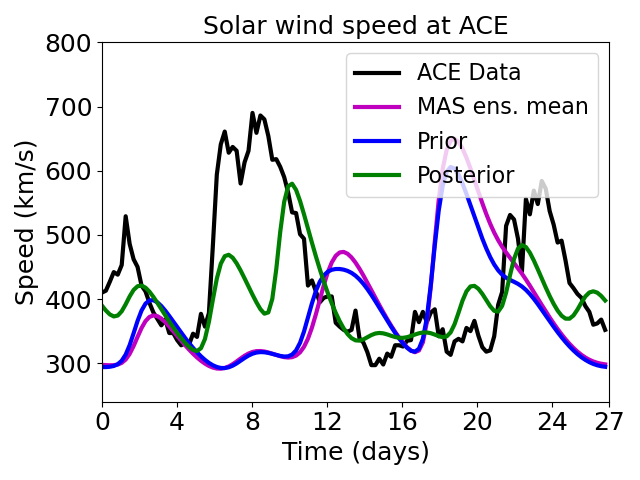 Solar wind speed at ACE
800
700
600
500
400
300
Speed (km/s)
ACE Data
MAS ens. mean
Prior
Posterior
0 4 8 12 16 20 24 27
Time (days)